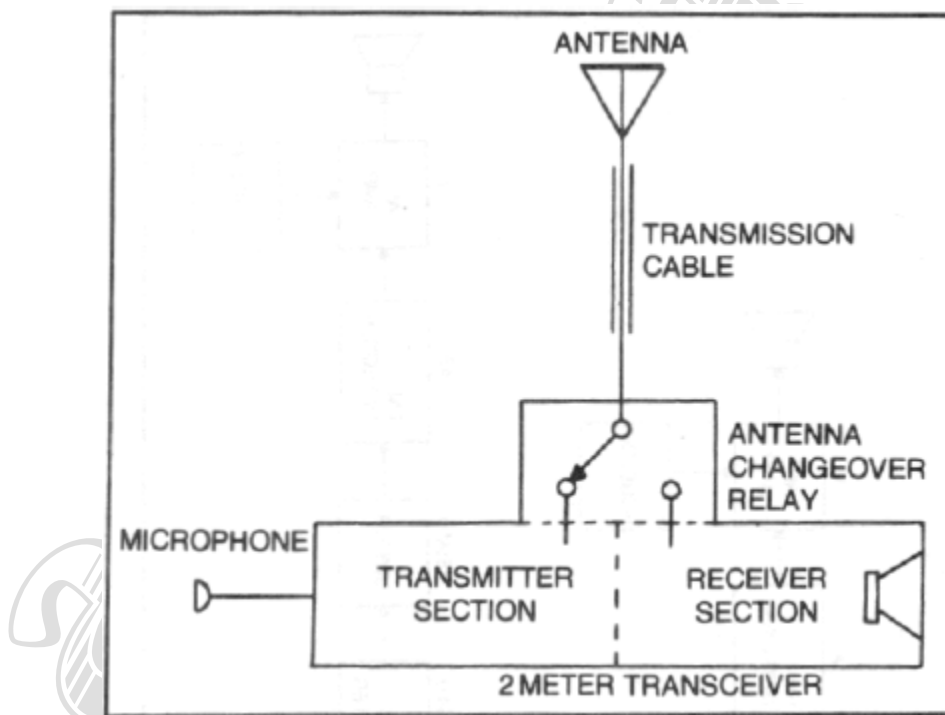 ANTENNA
TRANSMISSION
CABLE
ANTENNA
CHANGEOVER
RELAY
MICROPHONE
TRANSMITTER
SECTION
RECEIVER
SECTION
2 METER TRANSCEIVER